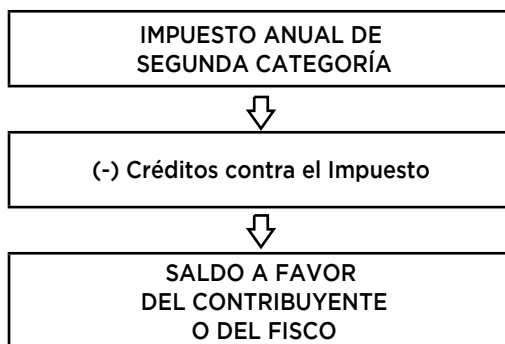 IMPUESTO ANUAL DE
SEGUNDA CATEGORÍA
(-) Créditos contra el Impuesto
SALDO A FAVOR
DEL CONTRIBUYENTE
O DEL FISCO